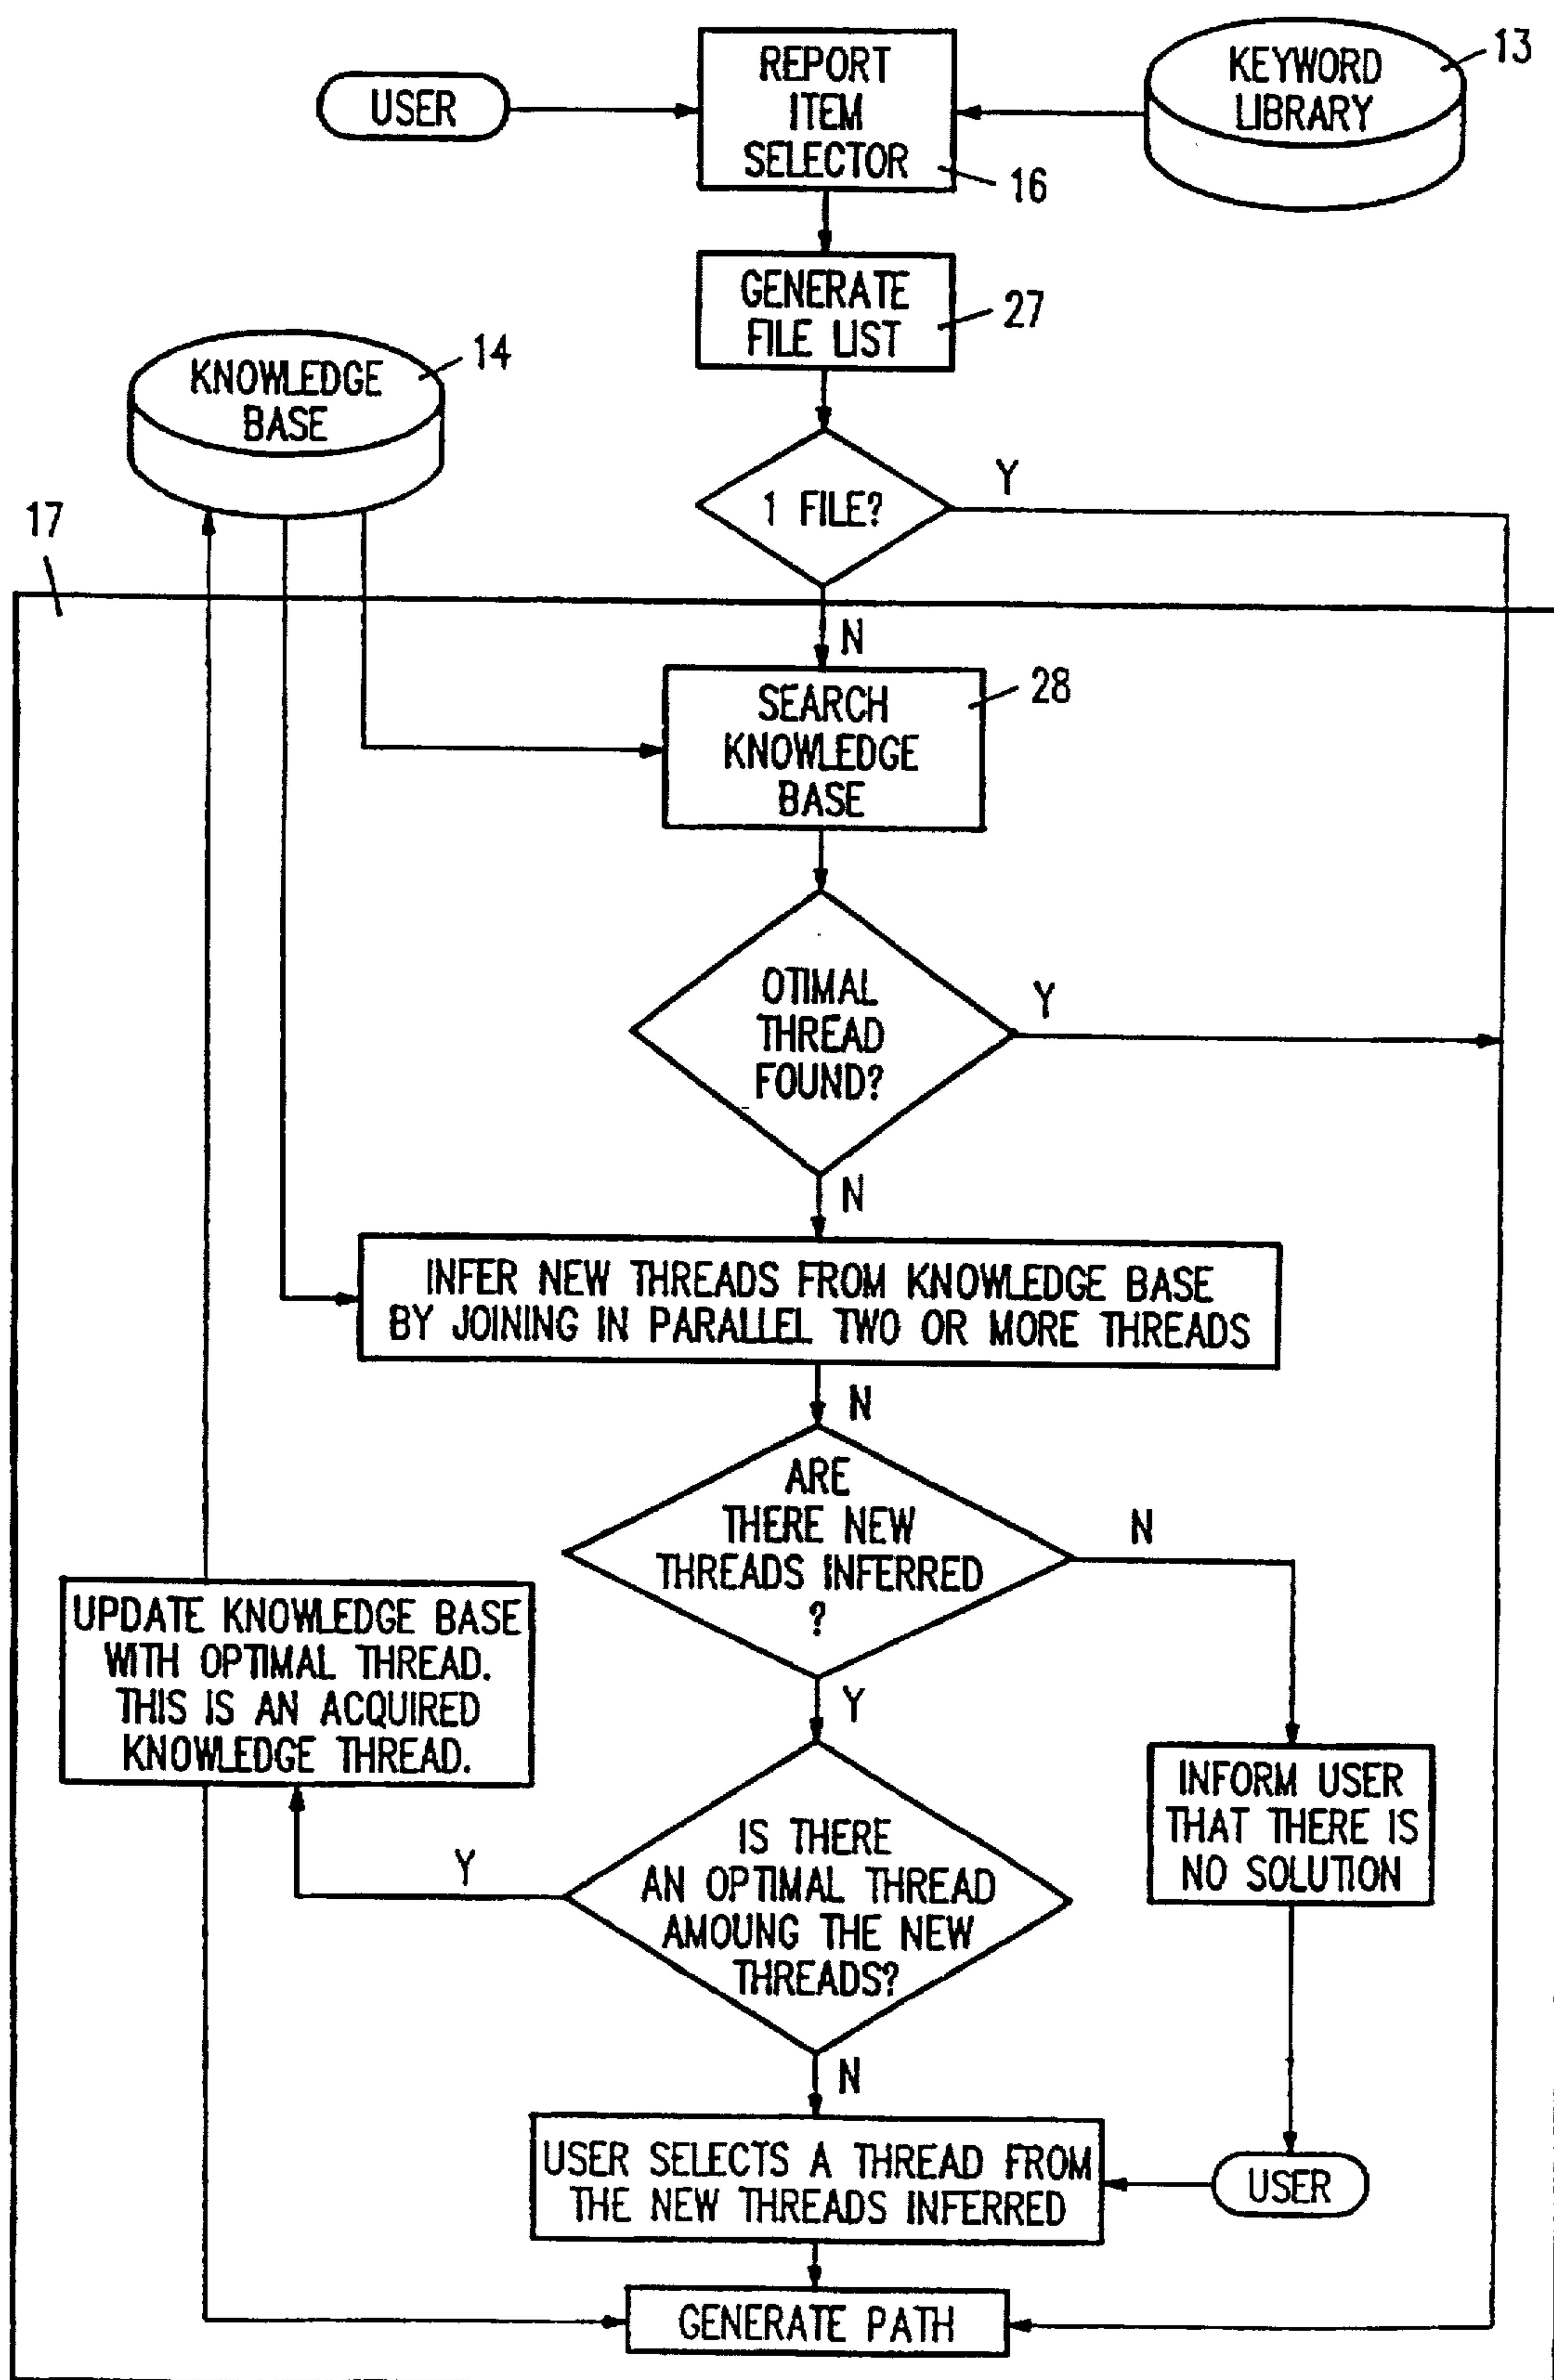 USER
REPORT
ITEM
SELECTOR
16
KEYWORD
LIBRARY
13
GENERATE
FILE LIST
27
KNOWLEDGE
BASE
14
1 FILE?
Y
17
N
SEARCH
KNOWLEDGE
BASE
28
OTIMAL
THREAD
FOUND?
Y
N
INFER NEW THREADS FROM KNOWLEDGE BASE
BY JOINING IN PARALLEL TWO OR MORE THREADS
N
ARE
THERE NEW
THREADS INFERRED
?
N
Y
UPDATE KNOWLEDGE BASE
WITH OPTIMAL THREAD.
THIS IS AN ACQUIRED
KNOWLEDGE THREAD.
INFORM USER
THAT THERE IS
NO SOLUTION
IS THERE
AN OPTIMAL THREAD
AMOUNG THE NEW
THREADS?
Y
N
USER SELECTS A THREAD FROM
THE NEW THREADS INFERRED
USER
GENERATE PATH